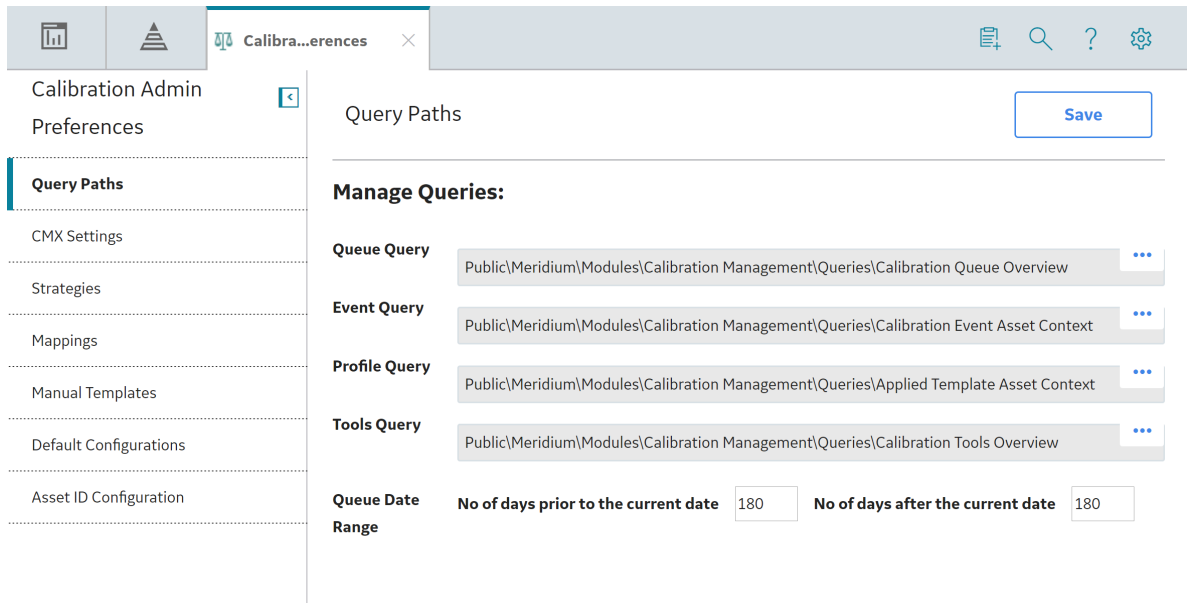 Calibra...erences
Calibration Admin
Preferences
Query Paths
CMX Settings
Strategies
Mappings
Manual Templates
Default Configurations
Asset ID Configuration
Query Paths
Save
Manage Queries:
Queue Query
Public\Meridium\Modules\Calibration Management\Queries\Calibration Queue Overview
Event Query
Public\Meridium\Modules\Calibration Management\Queries\Calibration Event Asset Context
Profile Query
Public\Meridium\Modules\Calibration Management\Queries\Applied Template Asset Context
Tools Query
Public\Meridium\Modules\Calibration Management\Queries\Calibration Tools Overview
Queue Date
Range
No of days prior to the current date 180 No of days after the current date 180